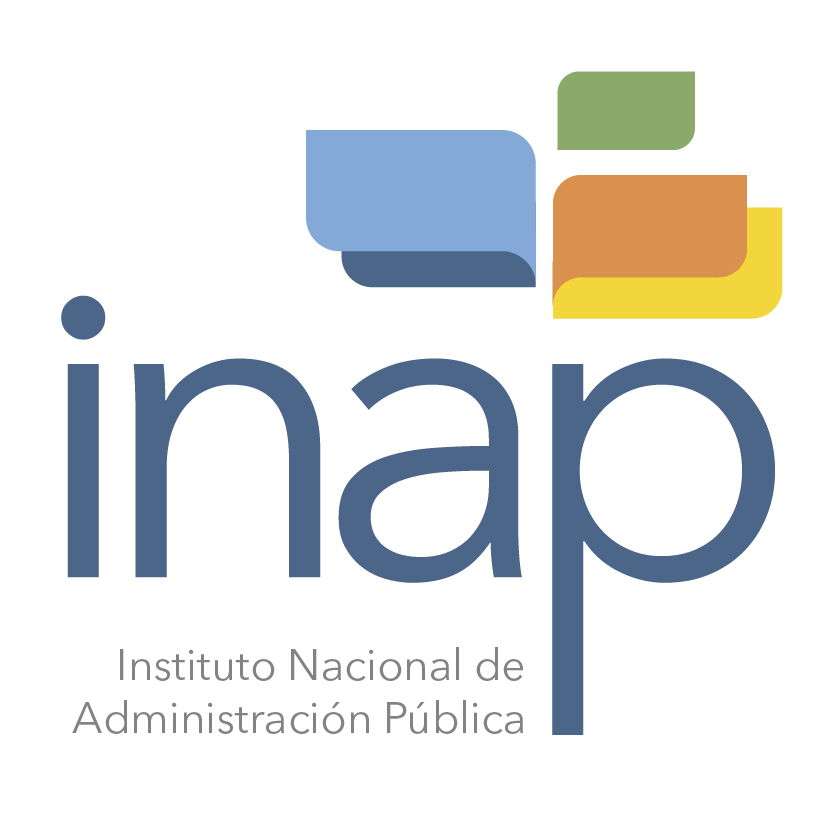 inap
Instituto Nacional de
Administración Pública